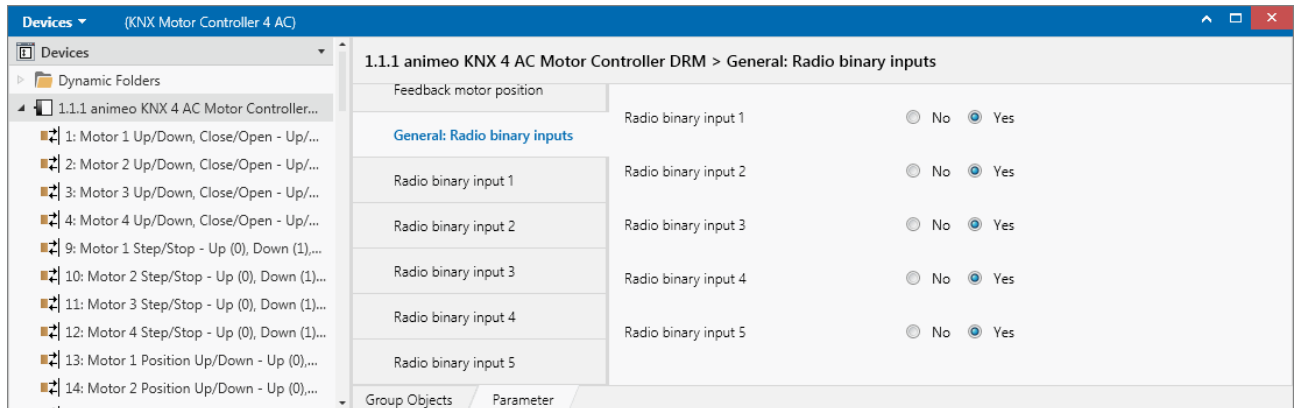 Devices (KNX Motor Controller 4 AC)
Devices
Dynamic Folders
1.1.1 animeo KNX 4 AC Motor Controller...
1: Motor 1 Up/Down, Close/Open - Up/...
2: Motor 2 Up/Down, Close/Open - Up/...
3: Motor 3 Up/Down, Close/Open - Up/...
4: Motor 4 Up/Down, Close/Open - Up/...
9: Motor 1 Step/Stop - Up (0), Down (1),...
10: Motor 2 Step/Stop - Up (0), Down (1)...
11: Motor 3 Step/Stop - Up (0), Down (1)...
12: Motor 4 Step/Stop - Up (0), Down (1)...
13: Motor 1 Position Up/Down - Up (0),...
14: Motor 2 Position Up/Down - Up (0),...
1.1.1 animeo KNX 4 AC Motor Controller DRM > General: Radio binary inputs
Feedback motor position
General: Radio binary inputs
Radio binary input 1
Radio binary input 2
Radio binary input 3
Radio binary input 4
Radio binary input 5
Radio binary input 1 No Yes
Radio binary input 2 No Yes
Radio binary input 3 No Yes
Radio binary input 4 No Yes
Radio binary input 5 No Yes
Group Objects Parameter